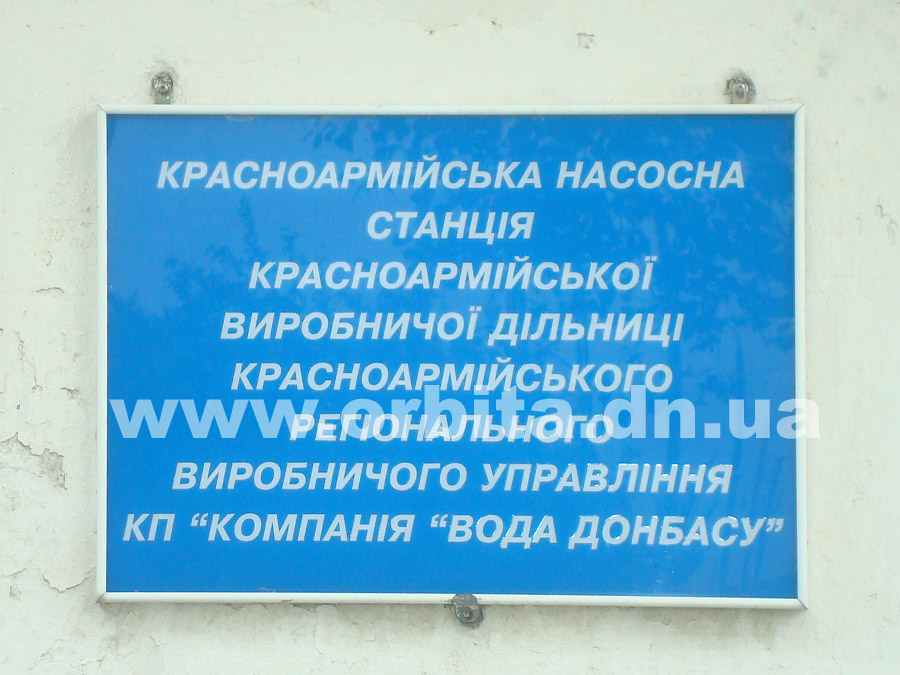 КРАСНОАРМІЙСЬКА НАСОСНА
СТАНЦІЯ
КРАСНОАРМІЙСЬКОЇ
ВИРОБНИЧОЇ ДІЛЬНИЦІ
КРАСНОАРМІЙСЬКОГО
www.orbita.dn.ua
РЕГІОНАЛЬНОГО
ВИРОБНИЧОГО УПРАВЛІННЯ
КП “КОМПАНІЯ “ВОДА ДОНБАСУ”